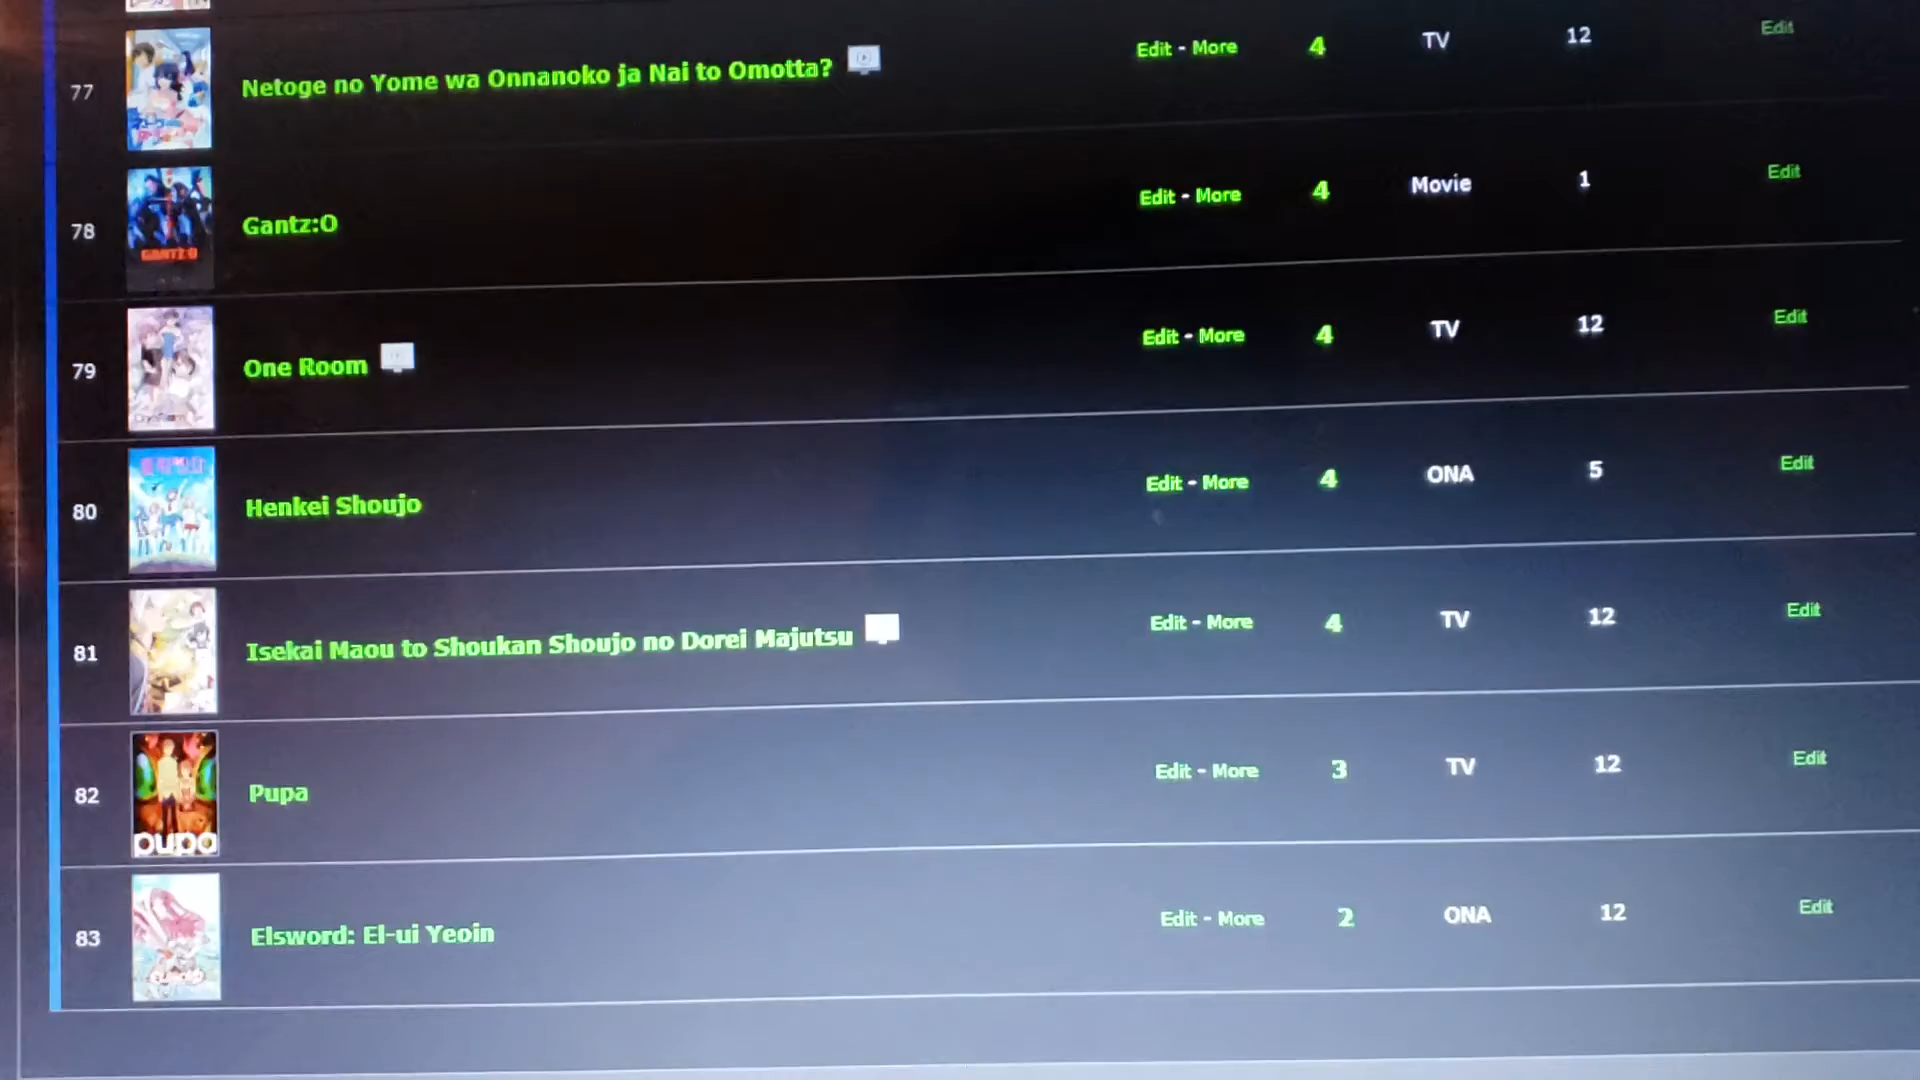 77 Netoge no Yome wa Onnanoko ja Nai to Omotta? Edit - More 4 TV 12 Edit
78 GANTZ:O Gantz:O Edit - More 4 Movie 1 Edit
79 One Room Edit - More 4 TV 12 Edit
80 Henkei Shoujo Edit - More 4 ONA 5 Edit
81 Isekai Maou to Shoukan Shoujo no Dorei Majutsu Edit - More 4 TV 12 Edit
82 pupa Pupa Edit - More 3 TV 12 Edit
83 Elsword: El-ui Yeoin Edit - More 2 ONA 12 Edit